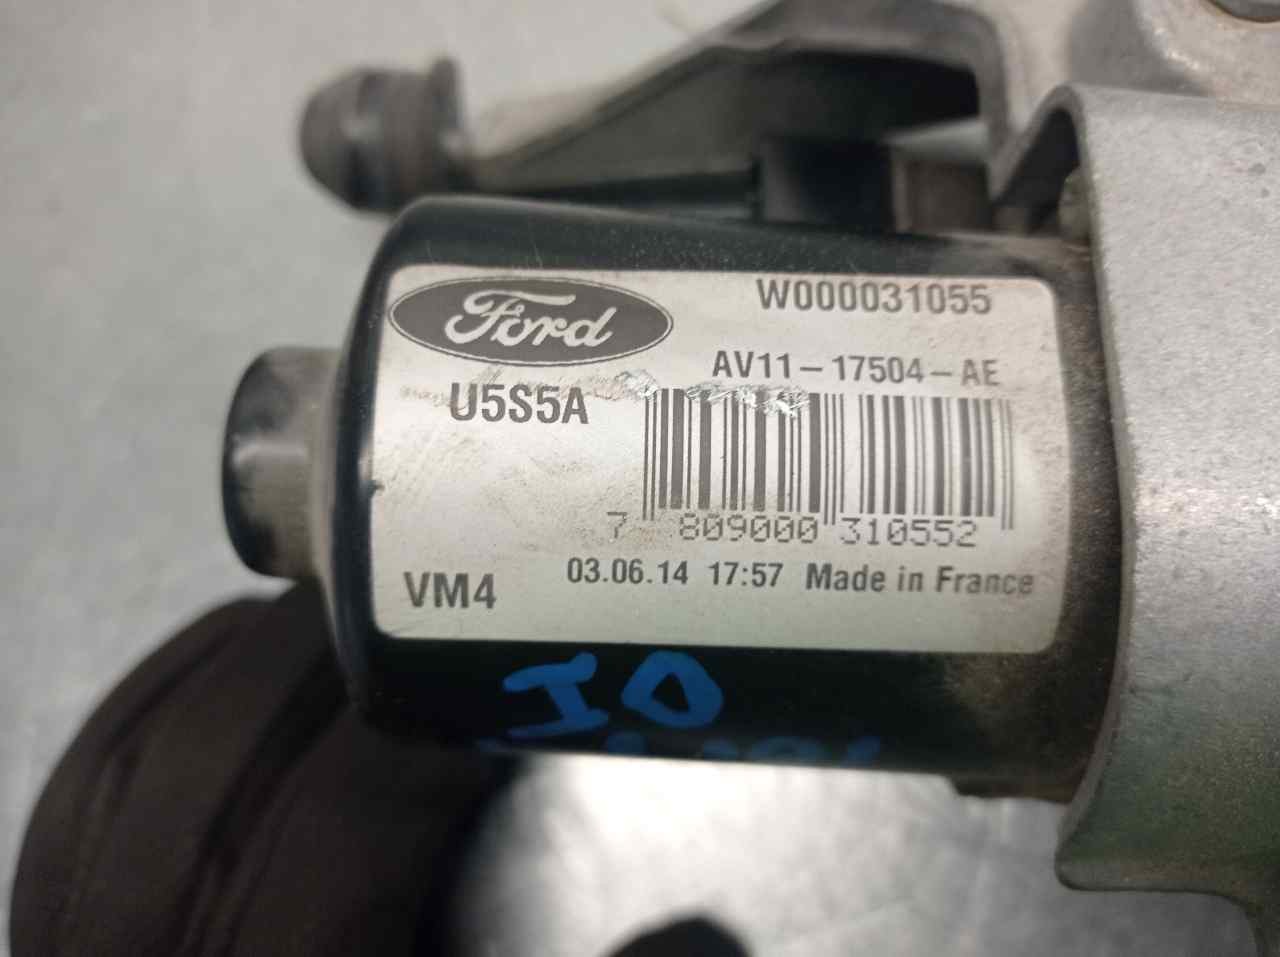 Ford
W000031055
AV11-17504-AE
U5S5A
7 809000 310552
03.06.14 17:57 Made in France
VM4